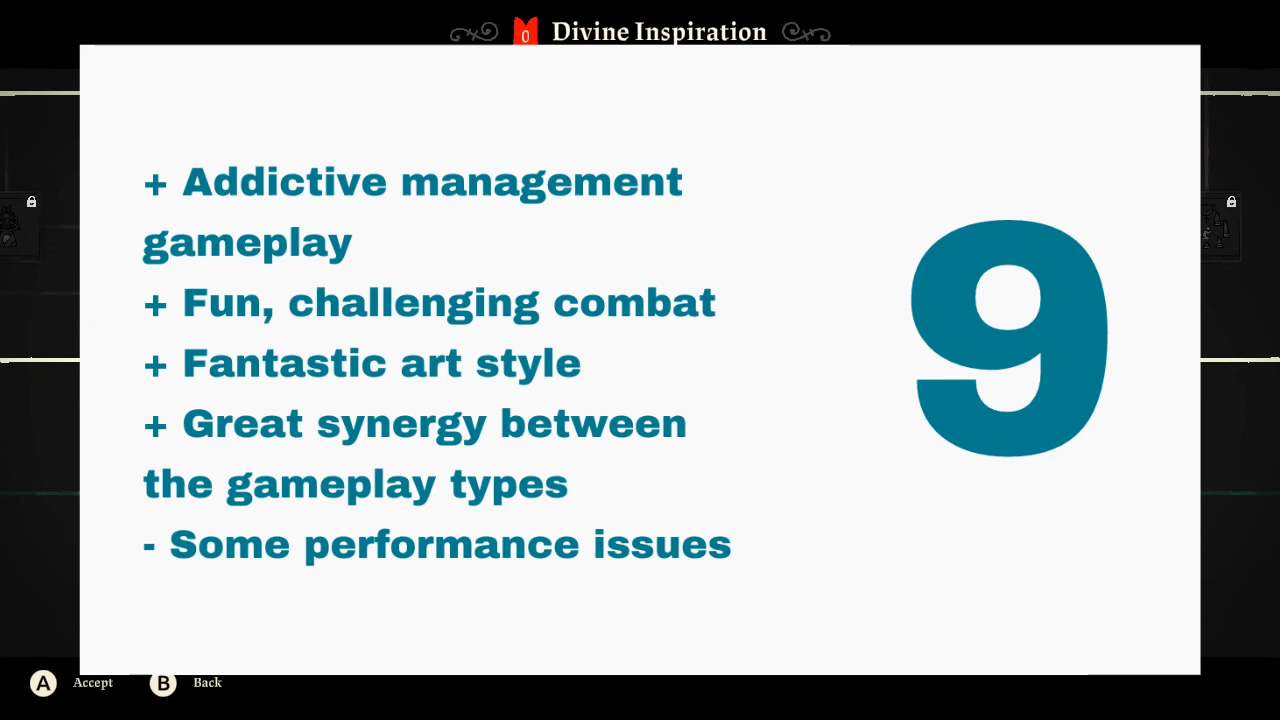 0
Divine Inspiration
+ Addictive management
gameplay
+ Fun, challenging combat
+ Fantastic art style
+ Great synergy between
the gameplay types
- Some performance issues
9
A Accept B Back